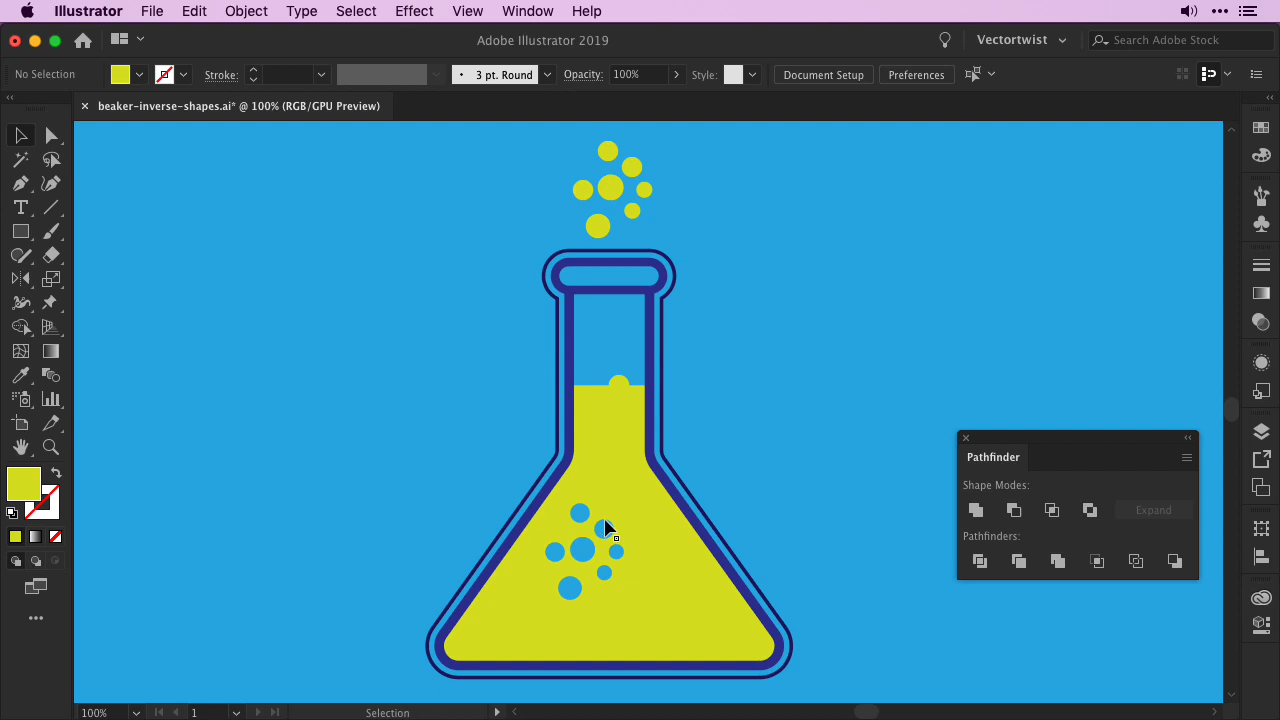 Illustrator File Edit Object Type Select Effect View Window Help
Adobe Illustrator 2019
Vectortwist
Search Adobe Stock
No Selection
Stroke:
3 pt. Round
Opacity: 100%
Style:
Document Setup
Preferences
beaker-inverse-shapes.ai* @ 100% (RGB/GPU Preview)
Pathfinder
Shape Modes:
Expand
Pathfinders:
100%
1
Selection